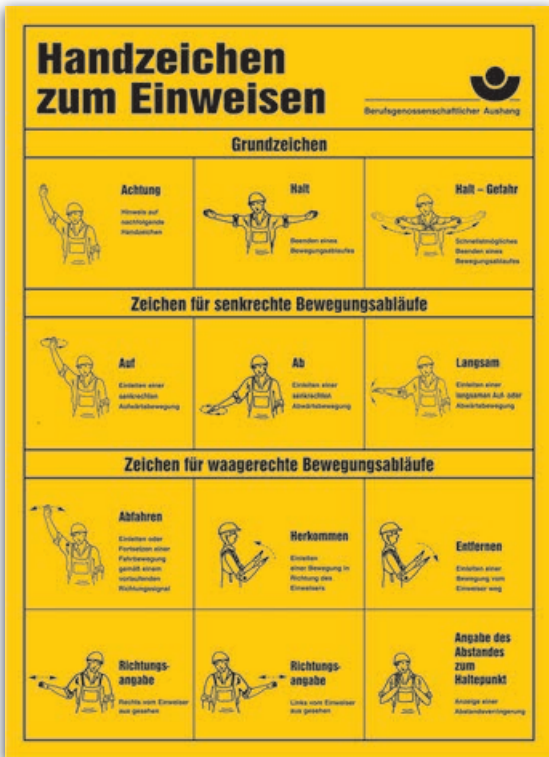 Handzeichen
zum Einweisen
Berufsgenossenschaftlicher Aushang
Grundzeichen
Achtung
Hinweis auf
nachfolgende
Handzeichen
Halt
Beenden eines
Bewegungsablaufes
Halt – Gefahr
Schnellstmögliches
Beenden eines
Bewegungsablaufes
Zeichen für senkrechte Bewegungsabläufe
Auf
Einleiten einer
senkrechten
Aufwärtsbewegung
Ab
Einleiten einer
senkrechten
Abwärtsbewegung
Langsam
Einleiten einer
langsamen Auf- oder
Abwärtsbewegung
Zeichen für waagerechte Bewegungsabläufe
Abfahren
Einleiten oder
Fortsetzen einer
Fahrbewegung
gemäß einem
vorlaufenden
Richtungssignal
Herkommen
Einleiten
einer Bewegung in
Richtung des
Einweisers
Entfernen
Einleiten einer
Bewegung vom
Einweiser weg
Richtungs-
angabe
Rechts vom Einweiser
aus gesehen
Richtungs-
angabe
Links vom Einweiser
aus gesehen
Angabe des
Abstandes
zum
Haltepunkt
Anzeige einer
Abstandsverringerung